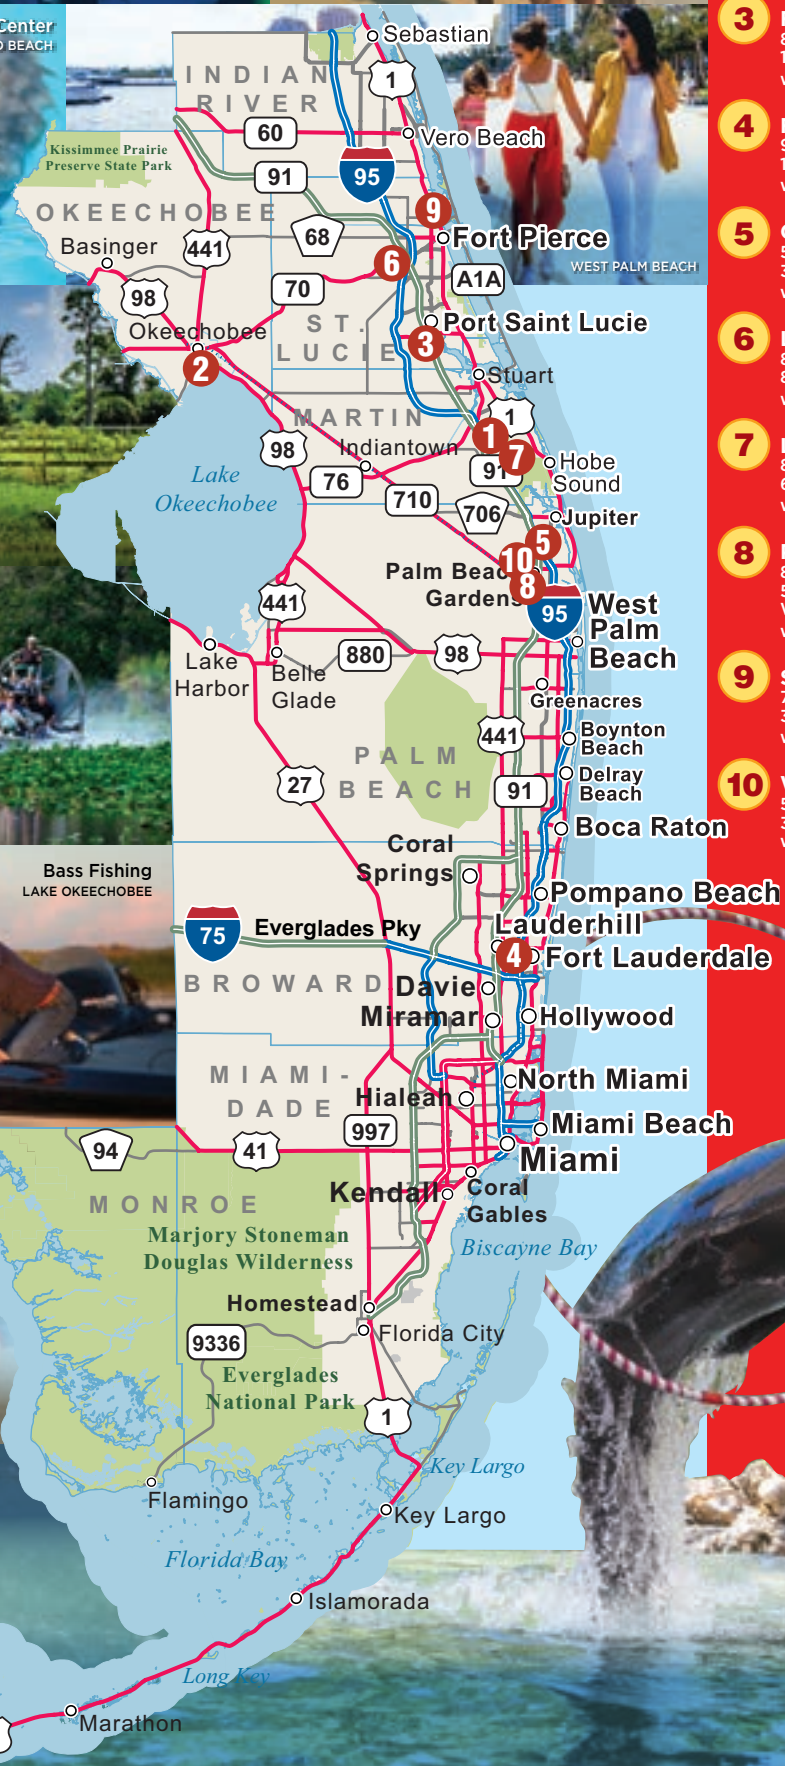 Center
BEACH
Sebastian
INDIAN
RIVER
1
60
Vero Beach
Kissimmee Prairie
Preserve State Park
91
95
OKEECHOBEE
9
68
Fort Pierce
Basinger
441
6
WEST PALM BEACH
98
70
A1A
ST.
LUCIE
Okeechobee
Port Saint Lucie
2
3
Stuart
MARTIN
1
1
Indiantown
98
7
91
Hobe
Sound
Lake
Okeechobee
76
710
706
Jupiter
5
10
Palm Beac
Gardens
8
95
441
West
Palm
Beach
880
98
Lake
Harbor
Belle
Glade
Greenacres
441
Boynton
Beach
PALM
BEACH
27
91
Delray
Beach
Boca Raton
Coral
Springs
Bass Fishing
LAKE OKEECHOBEE
Pompano Beach
Lauderhill
75
Everglades Pky
4
Fort Lauderdale
BROWARD
Davie
Miramar
Hollywood
MIAMI-
DADE
North Miami
Hialeah
997
Miami Beach
94
41
Miami
Kendall
Coral
Gables
MONROE
Marjory Stoneman
Douglas Wilderness
Biscayne Bay
Homestead
Florida City
9336
Everglades
National Park
1
Key Largo
Flamingo
Key Largo
Florida Bay
Islamorada
Long Key
Marathon
3
4
5
6
7
8
9
10